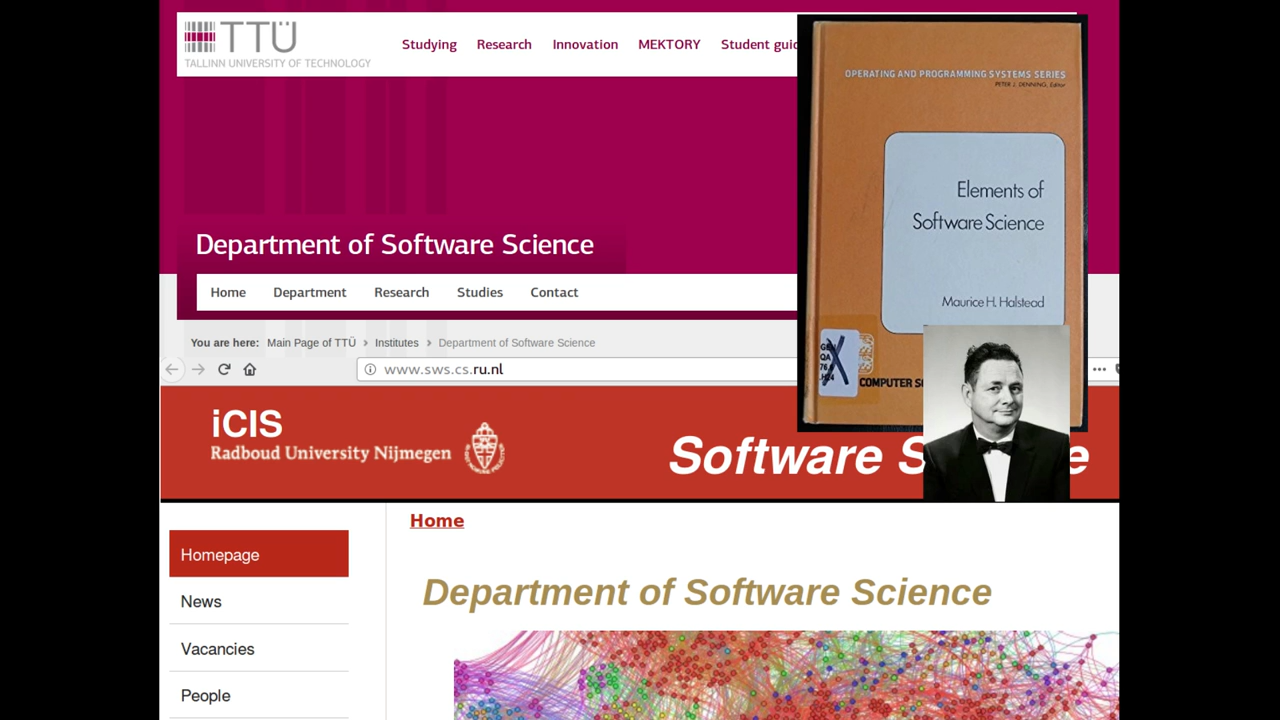 TTÜ
TALLINN UNIVERSITY OF TECHNOLOGY
Studying Research Innovation MEKTORY Student
OPERATING AND PROGRAMMING SYSTEMS SERIES
PETER J. DENNING, Editor
Elements of
Software Science
Maurice H. Halstead
Department of Software Science
Home Department Research Studies Contact
You are here: Main Page of TTÜ > Institutes > Department of Software Science
www.sws.cs.ru.nl
QA
COMPUTER
iCIS
Radboud University Nijmegen
Software
Home
Homepage
News
Vacancies
People
Department of Software Science